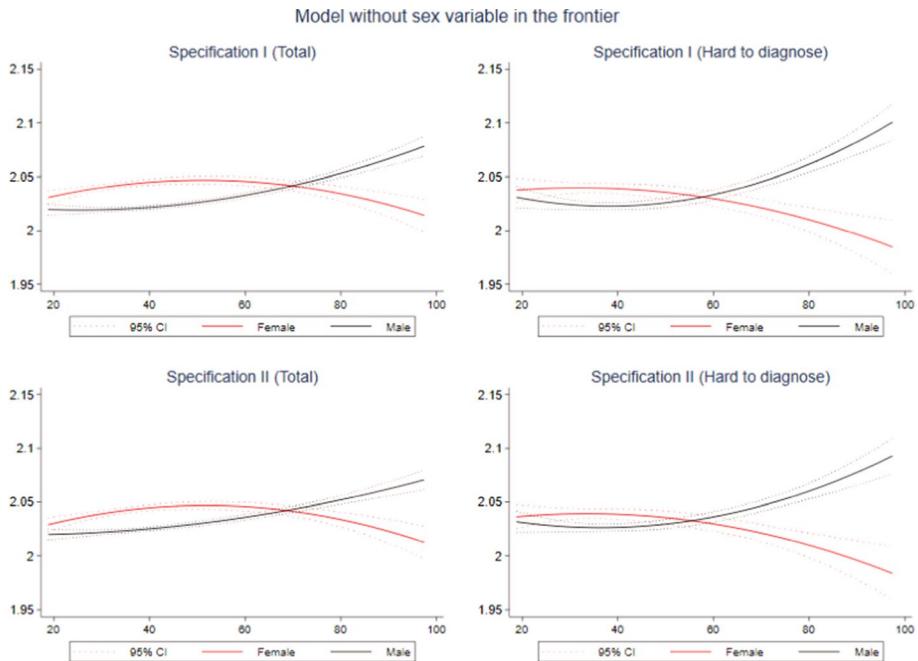 Model without sex variable in the frontier
Specification I (Total)
2.15
2.1
2.05
2
1.95
20 40 60 80 100
95% CI Female Male
Specification I (Hard to diagnose)
2.15
2.1
2.05
2
1.95
20 40 60 80 100
95% CI Female Male
Specification II (Total)
2.15
2.1
2.05
2
1.95
20 40 60 80 100
95% CI Female Male
Specification II (Hard to diagnose)
2.15
2.1
2.05
2
1.95
20 40 60 80 100
95% CI Female Male